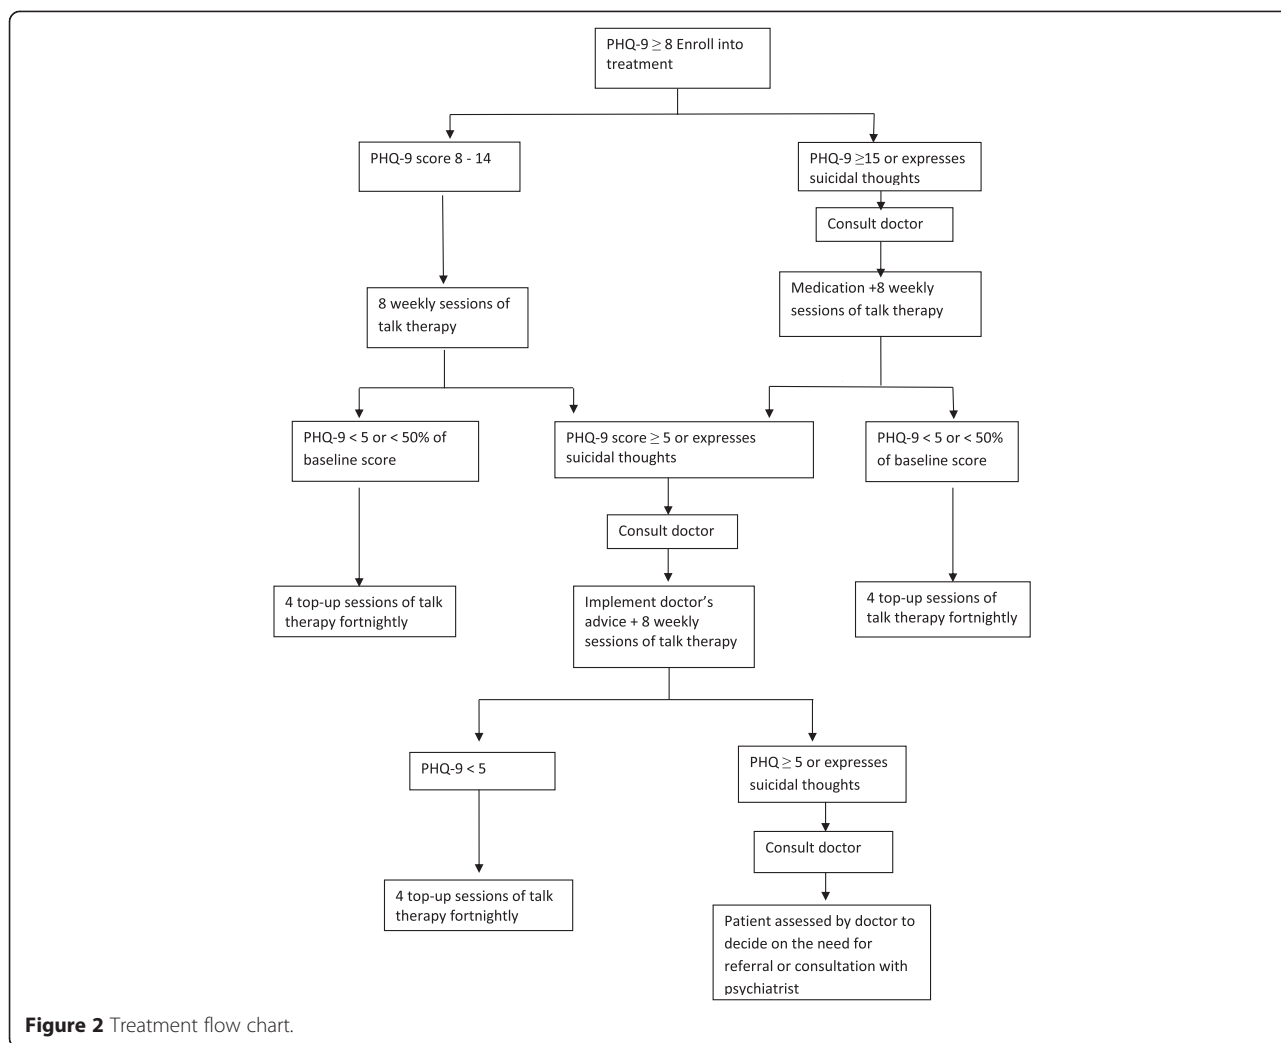 PHQ-9 ≥ 8 Enroll into
treatment
PHQ-9 score 8 - 14
PHQ-9 ≥15 or expresses
suicidal thoughts
Consult doctor
8 weekly sessions of
talk therapy
Medication +8 weekly
sessions of talk therapy
PHQ-9 < 5 or < 50% of
baseline score
PHQ-9 score ≥ 5 or expresses
suicidal thoughts
PHQ-9 < 5 or < 50%
of baseline score
Consult doctor
4 top-up sessions of talk
therapy fortnightly
Implement doctor’s
advice + 8 weekly
sessions of talk therapy
4 top-up sessions of
talk therapy fortnightly
PHQ-9 < 5
PHQ ≥ 5 or expresses
suicidal thoughts
Consult doctor
4 top-up sessions of talk
therapy fortnightly
Patient assessed by doctor to
decide on the need for
referral or consultation with
psychiatrist
Figure 2 Treatment flow chart.